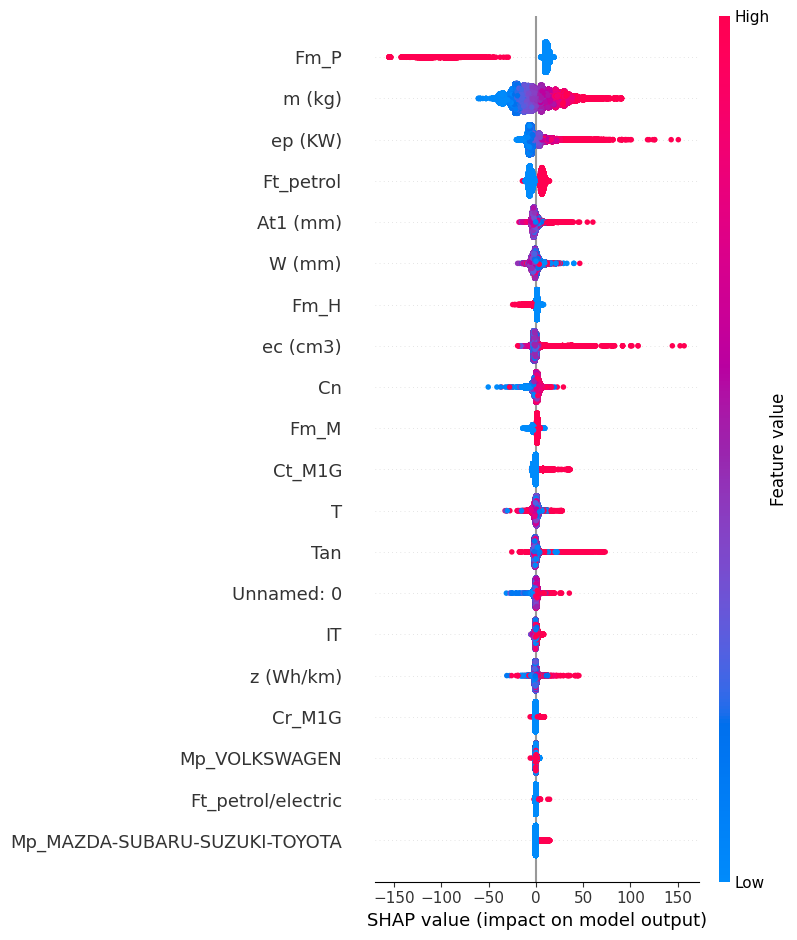 High
Fm_P
m (kg)
ep (KW)
Ft_petrol
At1 (mm)
W (mm)
Fm_H
ec (cm3)
Cn
Fm_M
Ct_M1G
T
Tan
Unnamed: 0
IT
z (Wh/km)
Cr_M1G
Mp_VOLKSWAGEN
Ft_petrol/electric
Mp_MAZDA-SUBARU-SUZUKI-TOYOTA
Feature value
Low
−150 −100 −50 0 50 100 150
SHAP value (impact on model output)